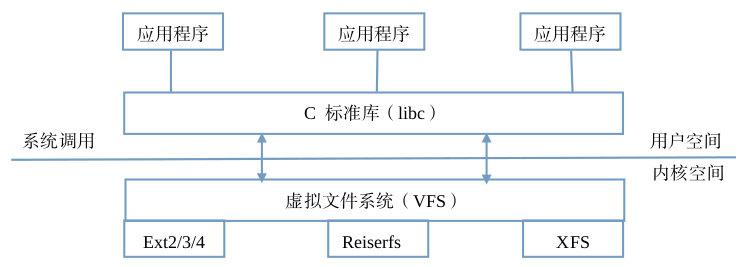 应用程序 应用程序 应用程序
C 标准库（libc）
系统调用 用户空间
内核空间
虚拟文件系统（VFS）
Ext2/3/4 Reiserfs XFS